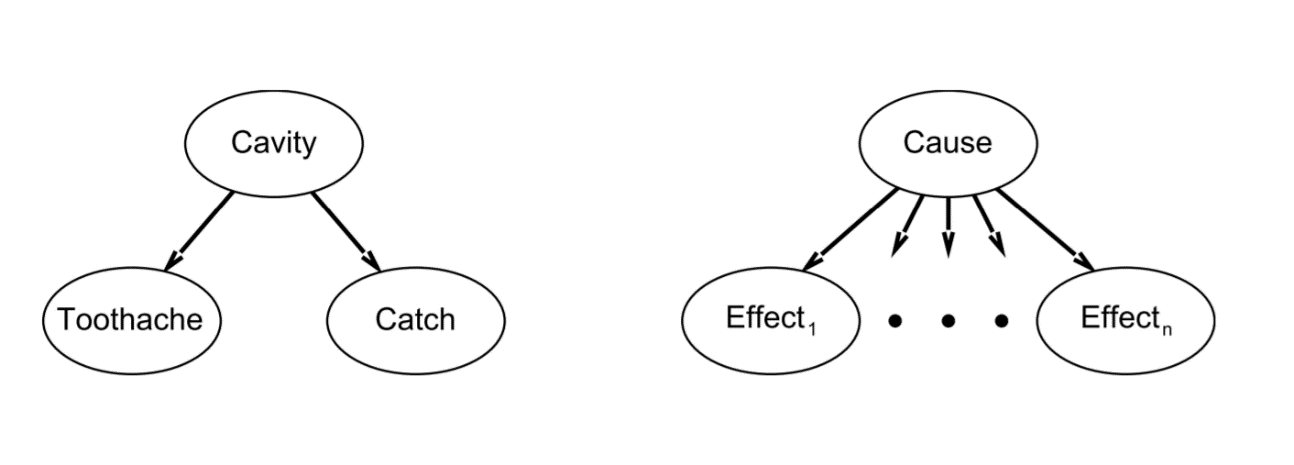 Cavity
Toothache
Catch
Cause
Effect₁
Effectₙ